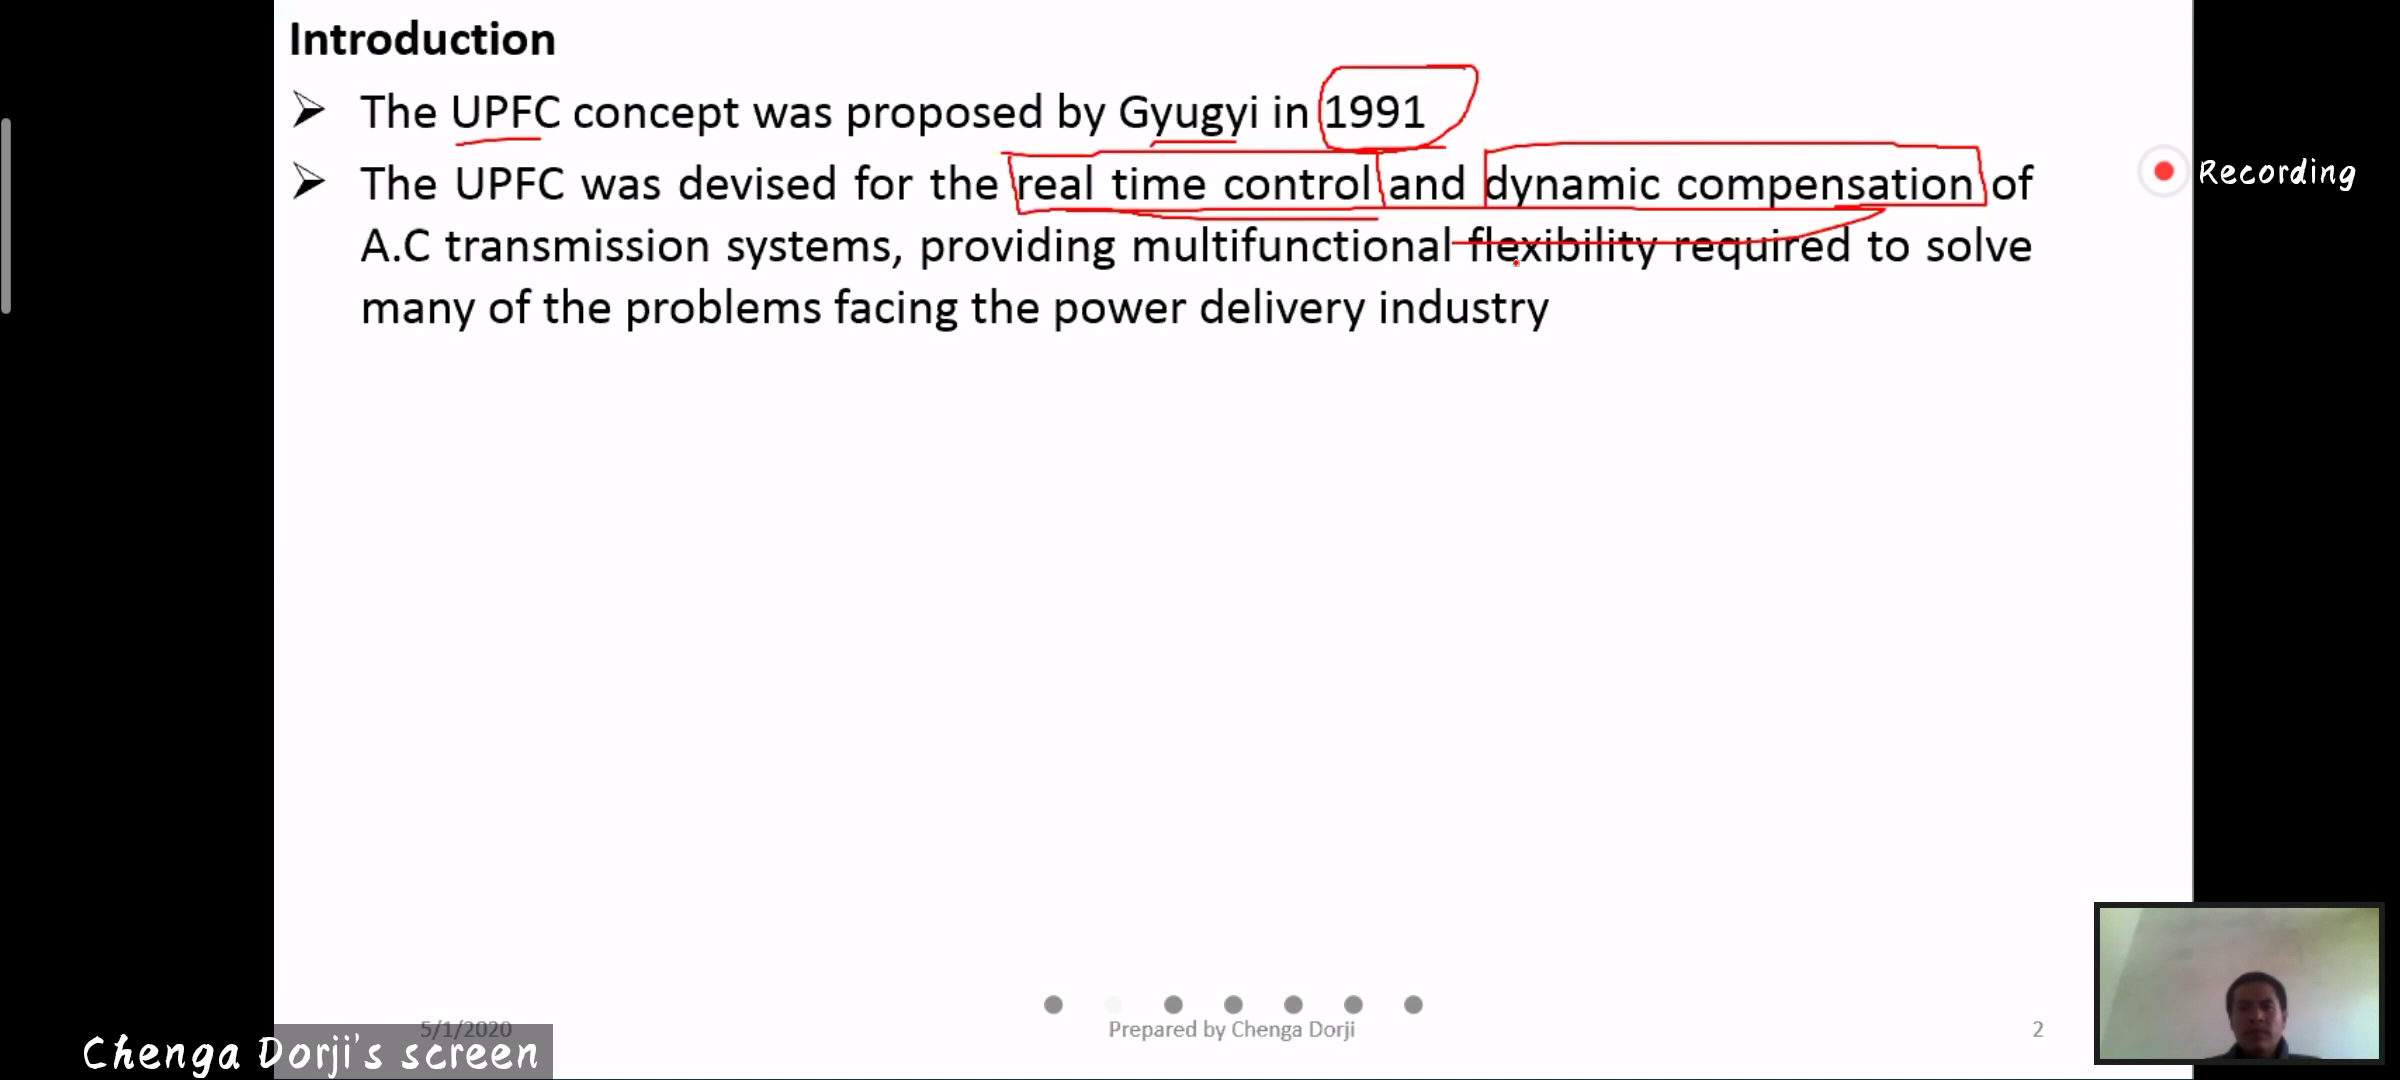 Introduction
➢ The UPFC concept was proposed by Gyugyi in 1991
➢ The UPFC was devised for the real time control and dynamic compensation of
A.C transmission systems, providing multifunctional flexibility required to solve
many of the problems facing the power delivery industry
Recording
5/1/2020
Prepared by Chenga Dorji
2
Chenga Dorji's screen